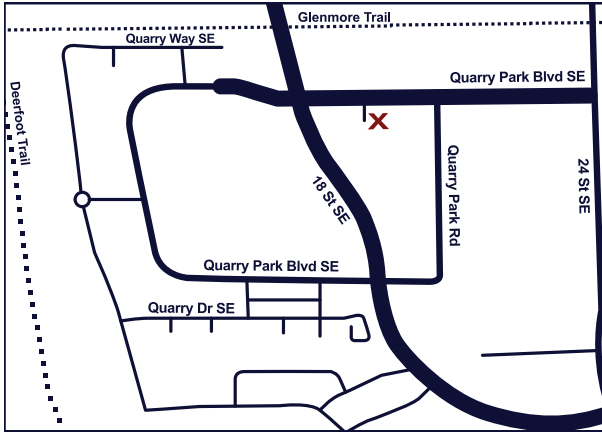 Glenmore Trail
Quarry Way SE
Quarry Park Blvd SE
Deerfoot Trail
X
18 St SE
Quarry Park Rd
24 St SE
Quarry Park Blvd SE
Quarry Dr SE